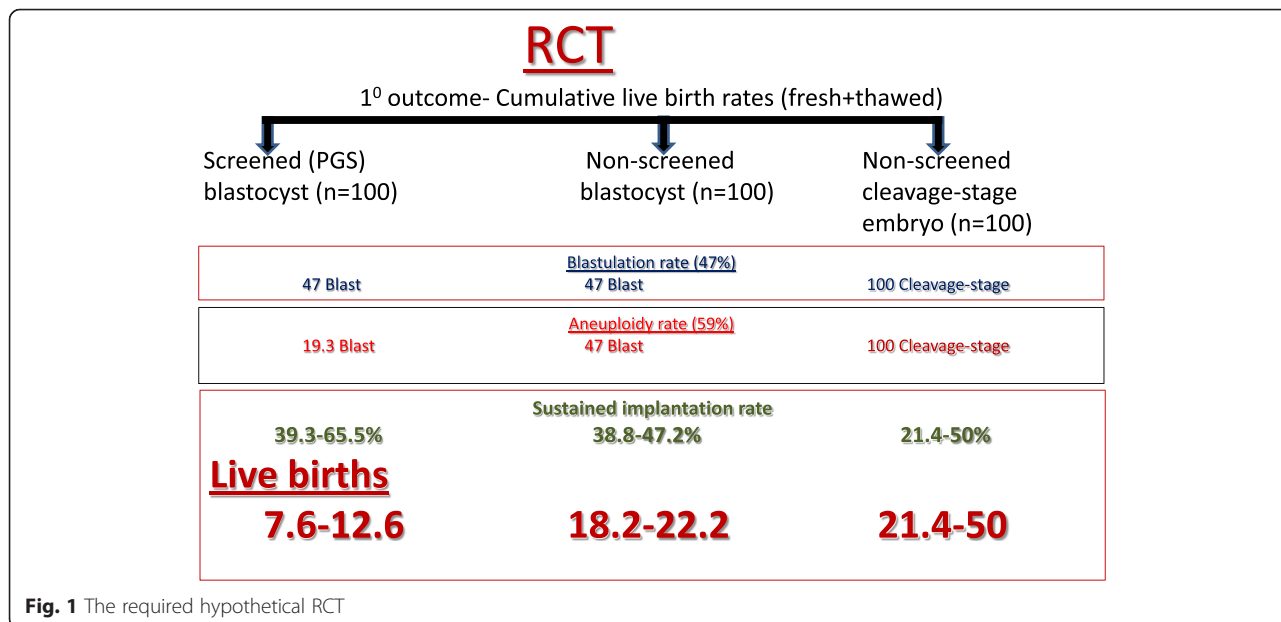 RCT
1⁰ outcome- Cumulative live birth rates (fresh+thawed)
Screened (PGS)
blastocyst (n=100)
Non-screened
blastocyst (n=100)
Non-screened
cleavage-stage
embryo (n=100)
Blastulation rate (47%)
47 Blast 47 Blast 100 Cleavage-stage
Aneuploidy rate (59%)
19.3 Blast 47 Blast 100 Cleavage-stage
Sustained implantation rate
39.3-65.5% 38.8-47.2% 21.4-50%
Live births
7.6-12.6 18.2-22.2 21.4-50
Fig. 1 The required hypothetical RCT